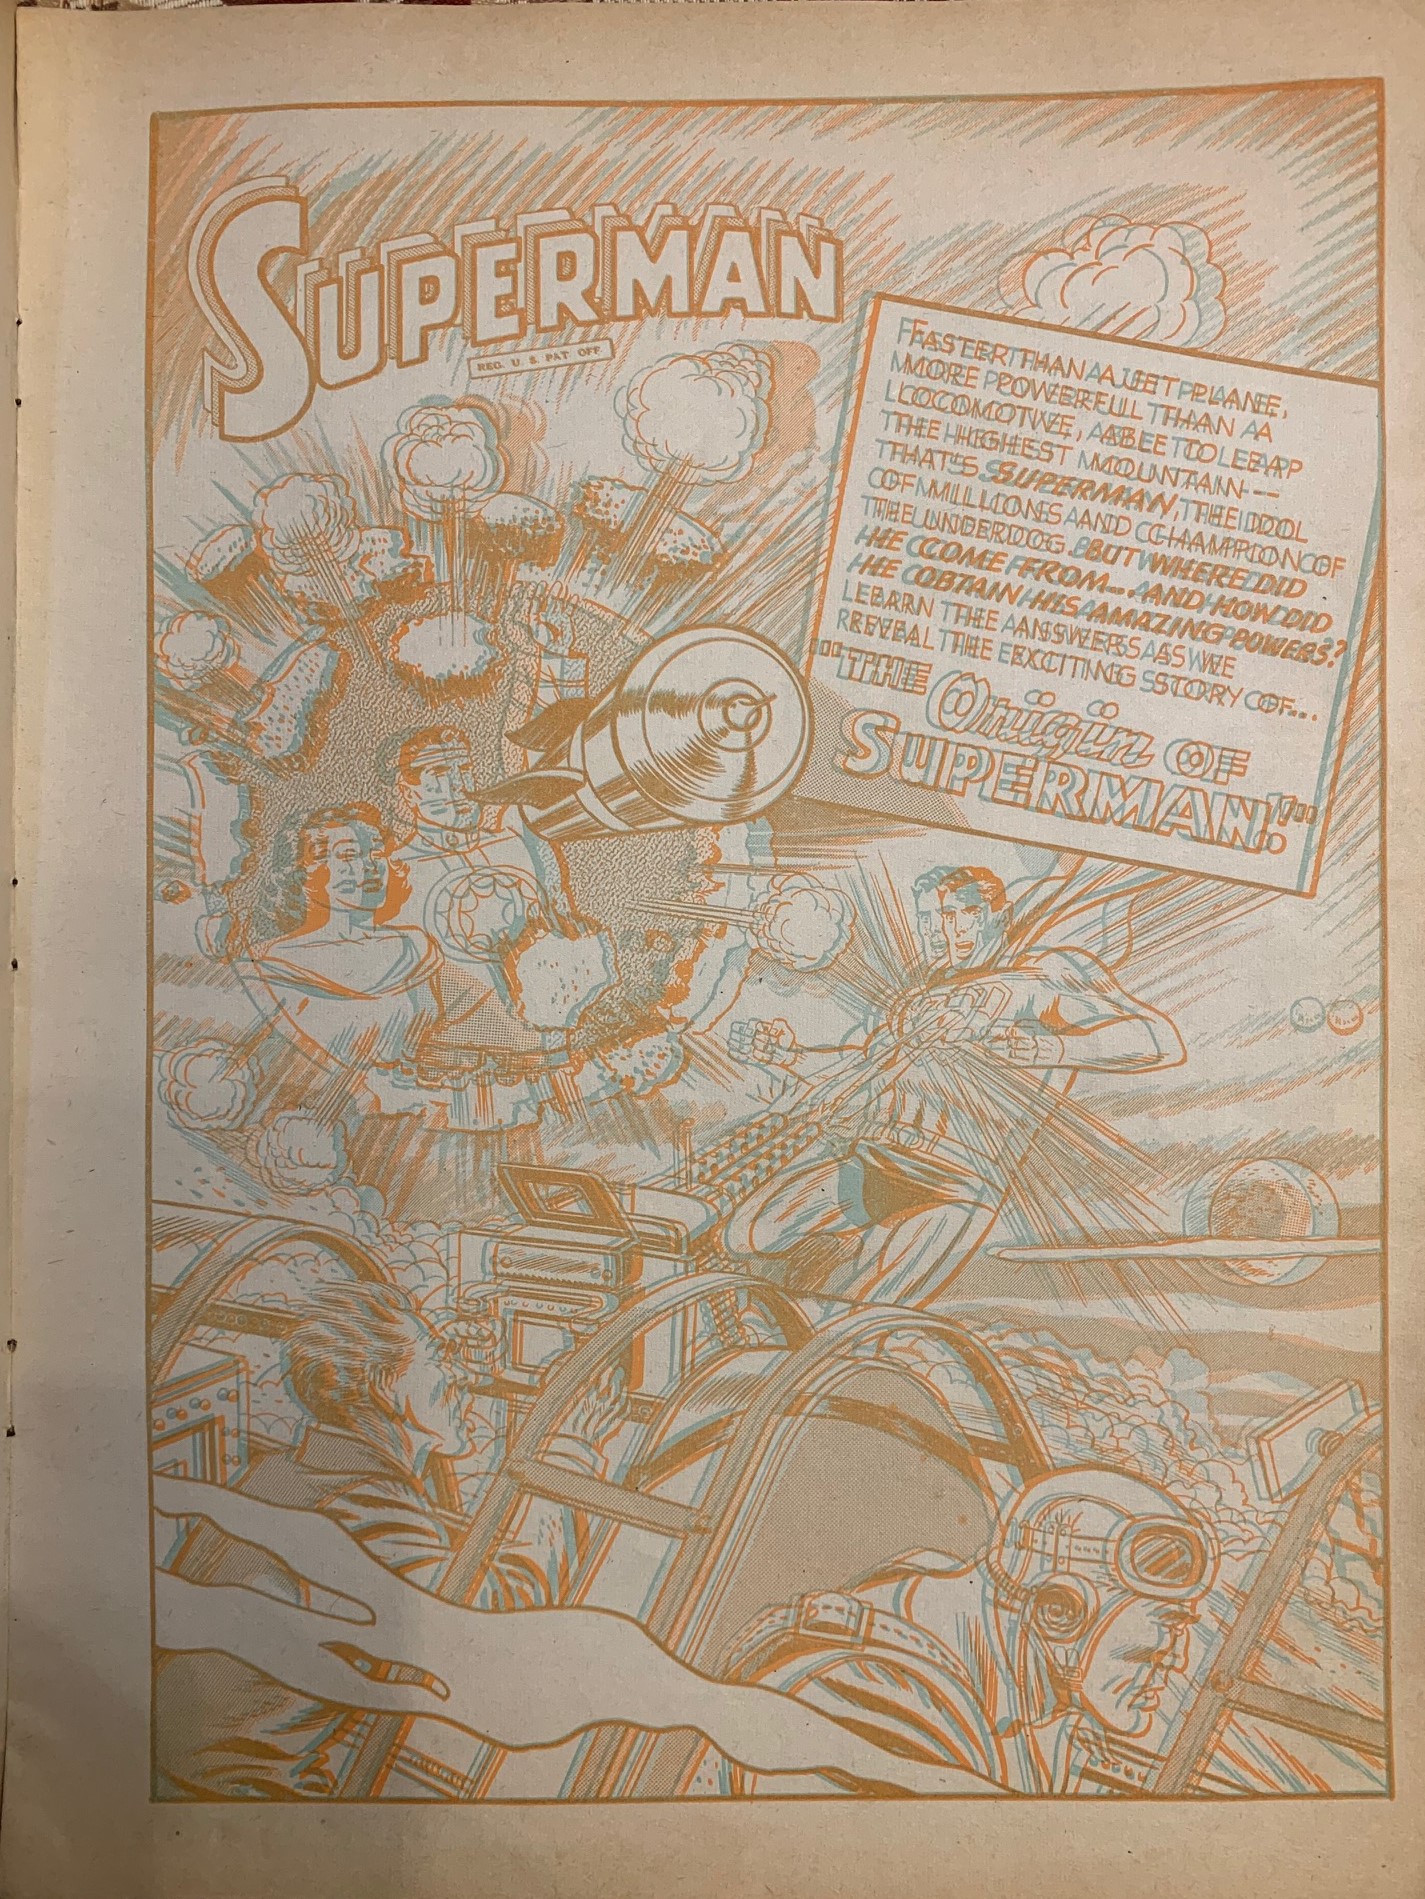 SUPERMAN
REG. U. S. PAT. OFF.
FASTER THAN A JET PLANE,
MORE POWERFUL THAN A
LOCOMOTIVE, ABLE TO LEAP
THE HIGHEST MOUNTAIN--
THAT'S SUPERMAN, THE IDOL
OF MILLIONS AND CHAMPION OF
THE UNDERDOG. BUT WHERE DID
HE COME FROM... AND HOW DID
HE OBTAIN HIS AMAZING POWERS?
LEARN THE ANSWERS AS WE
REVEAL THE EXCITING STORY OF...
"THE Origin OF
SUPERMAN!"